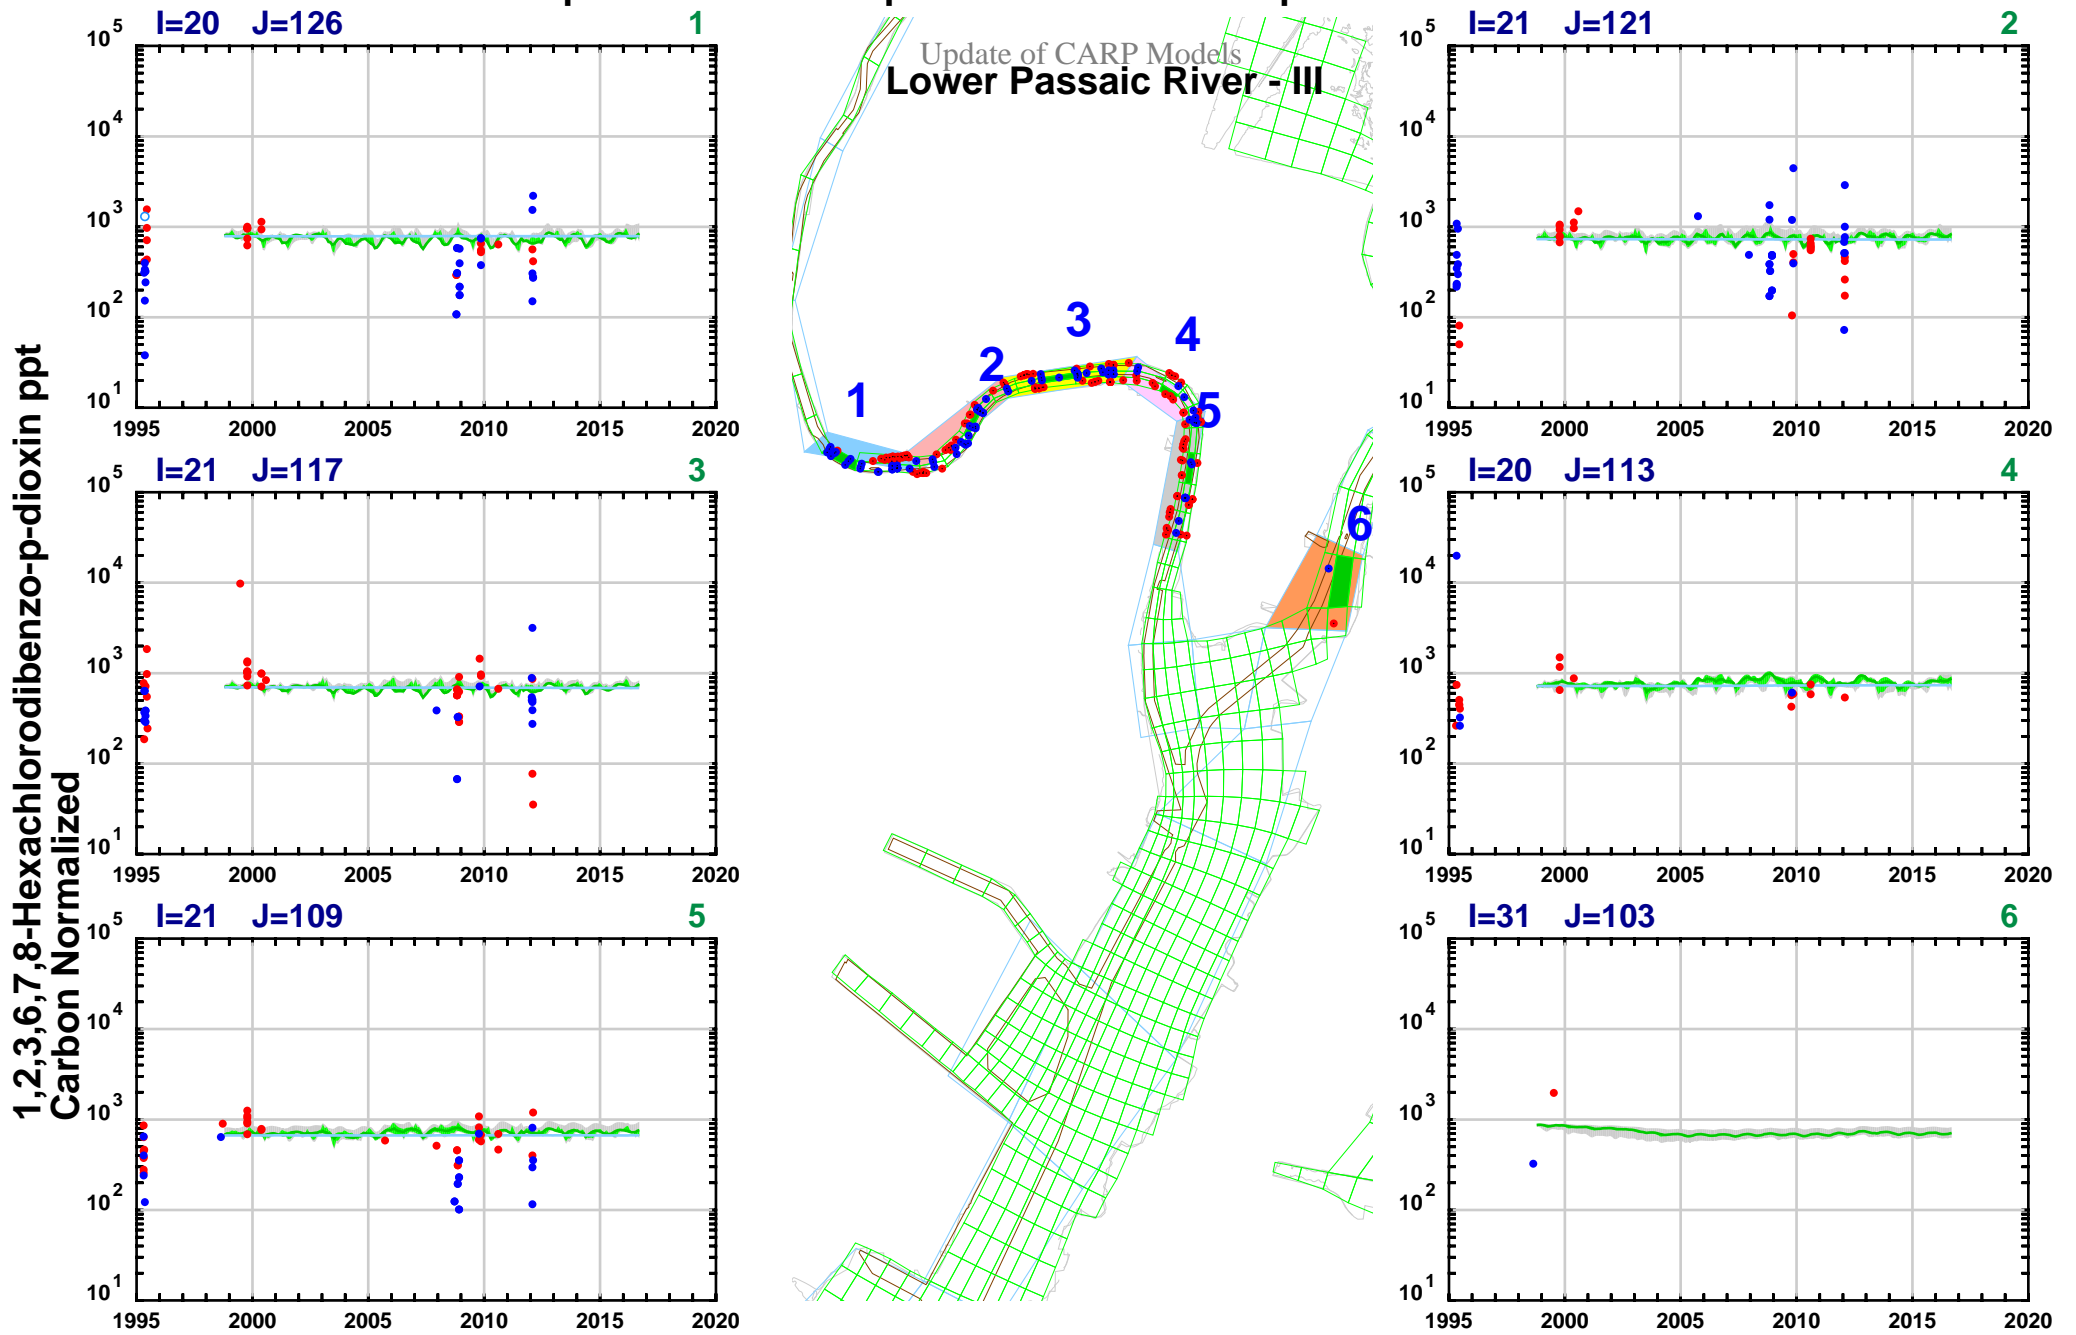 Update of CARP Models
Lower Passaic River - III
1,2,3,6,7,8-Hexachlorodibenzo-p-dioxin ppt
Carbon Normalized
I=20 J=126 1
10^5
10^4
10^3
10^2
10^1
1995 2000 2005 2010 2015 2020
I=21 J=121 2
10^5
10^4
10^3
10^2
10^1
1995 2000 2005 2010 2015 2020
I=21 J=117 3
10^5
10^4
10^3
10^2
10^1
1995 2000 2005 2010 2015 2020
I=20 J=113 4
10^5
10^4
10^3
10^2
10^1
1995 2000 2005 2010 2015 2020
I=21 J=109 5
10^5
10^4
10^3
10^2
10^1
1995 2000 2005 2010 2015 2020
I=31 J=103 6
10^5
10^4
10^3
10^2
10^1
1995 2000 2005 2010 2015 2020
1
2
3
4
5
6